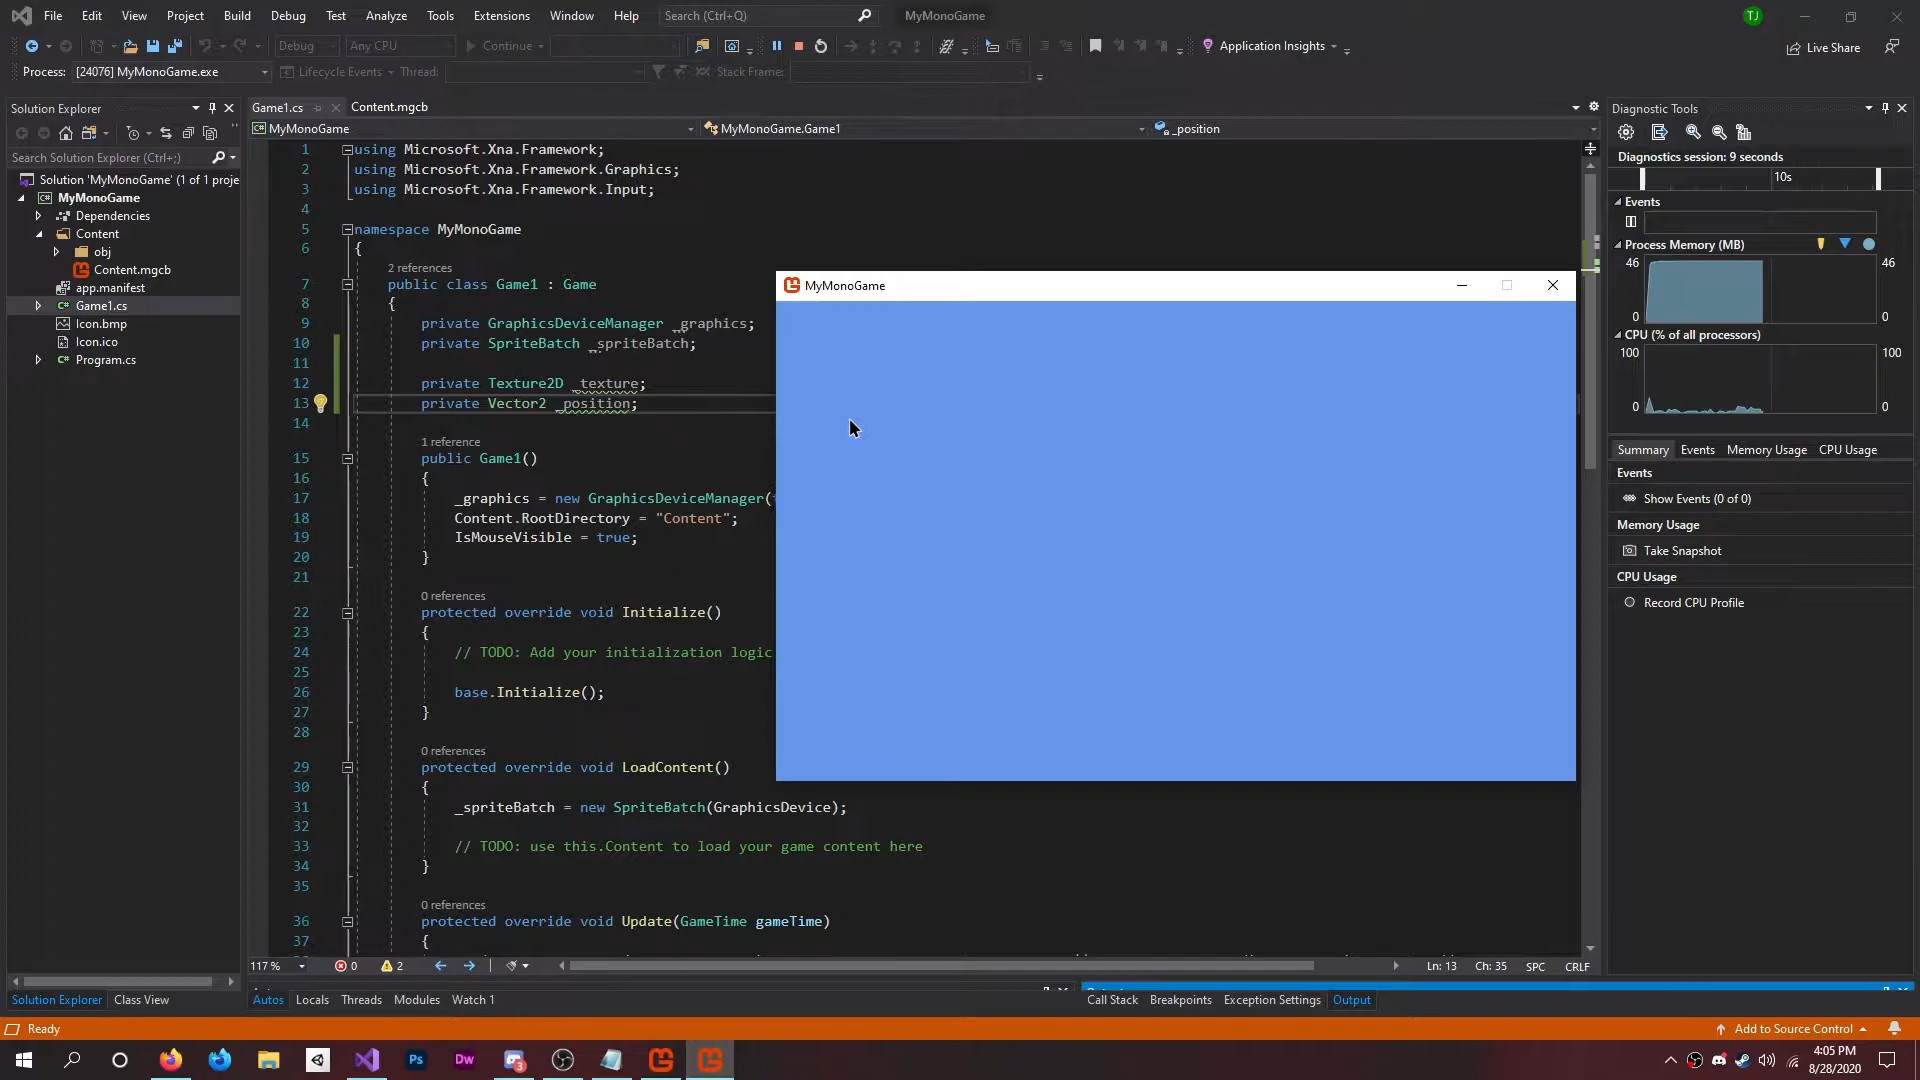 File Edit View Project Build Debug Test Analyze Tools Extensions Window Help Search (Ctrl+Q) MyMonoGame TJ
Debug Any CPU Continue Application Insights Live Share
Process: [24076] MyMonoGame.exe Lifecycle Events Thread: Stack Frame:
Solution Explorer
Search Solution Explorer (Ctrl+;)
Solution 'MyMonoGame' (1 of 1 proje
MyMonoGame
Dependencies
Content
obj
Content.mgcb
app.manifest
Game1.cs
Icon.bmp
Icon.ico
Program.cs
Solution Explorer Class View
Game1.cs Content.mgcb
MyMonoGame MyMonoGame.Game1 _position
1 using Microsoft.Xna.Framework;
2 using Microsoft.Xna.Framework.Graphics;
3 using Microsoft.Xna.Framework.Input;
4
5 namespace MyMonoGame
6 {
2 references
7 public class Game1 : Game
8 {
9 private GraphicsDeviceManager _graphics;
10 private SpriteBatch _spriteBatch;
11
12 private Texture2D _texture;
13 private Vector2 _position;
14
1 reference
15 public Game1()
16 {
17 _graphics = new GraphicsDeviceManager(
18 Content.RootDirectory = "Content";
19 IsMouseVisible = true;
20 }
21
0 references
22 protected override void Initialize()
23 {
24 // TODO: Add your initialization logic
25
26 base.Initialize();
27 }
28
0 references
29 protected override void LoadContent()
30 {
31 _spriteBatch = new SpriteBatch(GraphicsDevice);
32
33 // TODO: use this.Content to load your game content here
34 }
35
0 references
36 protected override void Update(GameTime gameTime)
37 {
MyMonoGame
117 % 0 2 Ln: 13 Ch: 35 SPC CRLF
Autos Locals Threads Modules Watch 1
Call Stack Breakpoints Exception Settings Output
Diagnostic Tools
Diagnostics session: 9 seconds
10s
Events
Process Memory (MB)
46 46
0 0
CPU (% of all processors)
100 100
0 0
Summary Events Memory Usage CPU Usage
Events
Show Events (0 of 0)
Memory Usage
Take Snapshot
CPU Usage
Record CPU Profile
Ready Add to Source Control
Ps Dw 3
4:05 PM
8/28/2020